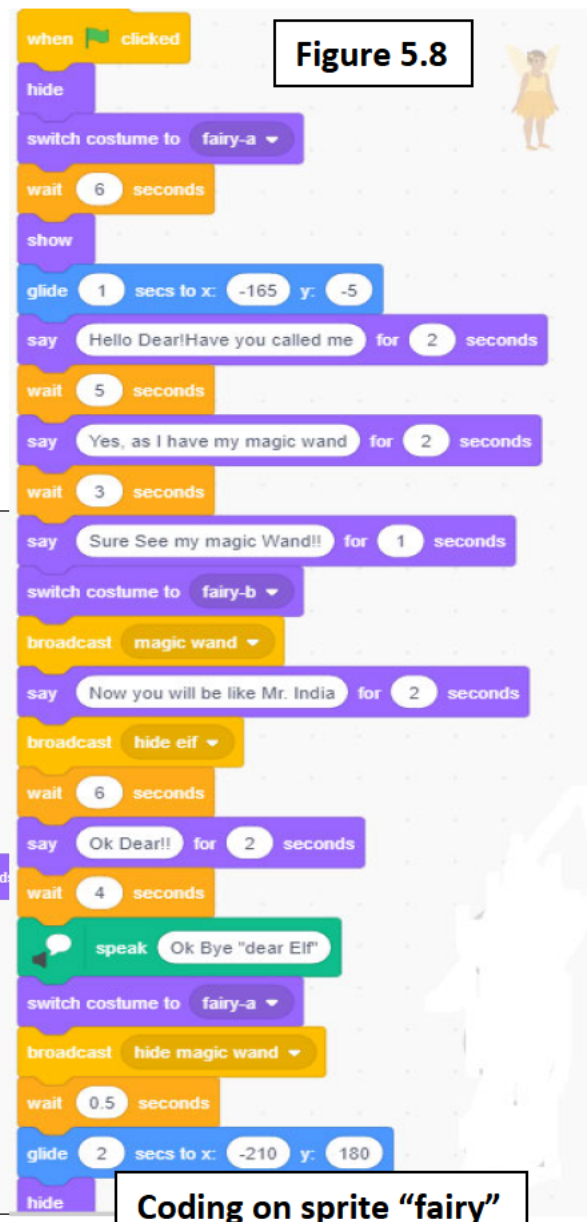 when clicked
Figure 5.8
hide
switch costume to fairy-a
wait 6 seconds
show
glide 1 secs to x: -165 y: -5
say Hello Dear!Have you called me for 2 seconds
wait 5 seconds
say Yes, as I have my magic wand for 2 seconds
wait 3 seconds
say Sure See my magic Wand!! for 1 seconds
switch costume to fairy-b
broadcast magic wand
say Now you will be like Mr. India for 2 seconds
broadcast hide elf
wait 6 seconds
say Ok Dear!! for 2 seconds
wait 4 seconds
speak Ok Bye "dear Elf"
switch costume to fairy-a
broadcast hide magic wand
wait 0.5 seconds
glide 2 secs to x: -210 y: 180
hide
Coding on sprite “fairy”